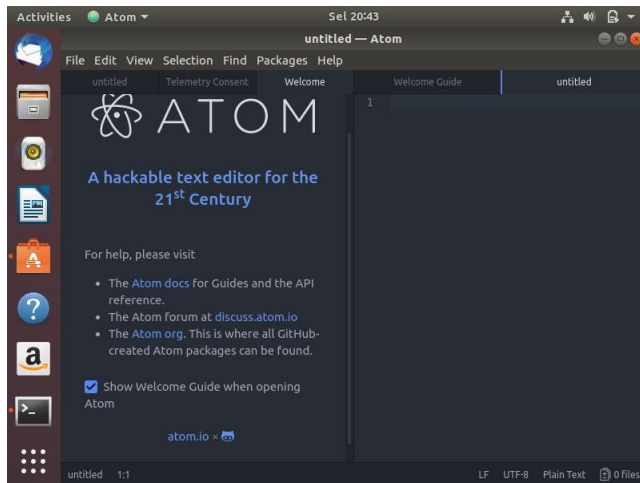 Activities Atom Sel 20:43
untitled — Atom
File Edit View Selection Find Packages Help
untitled Telemetry Consent Welcome Welcome Guide untitled
ATOM
A hackable text editor for the
21st Century
For help, please visit
• The Atom docs for Guides and the API
reference.
• The Atom forum at discuss.atom.io
• The Atom org. This is where all GitHub-
created Atom packages can be found.
Show Welcome Guide when opening
Atom
atom.io ×
1
untitled 1:1 LF UTF-8 Plain Text 0 files